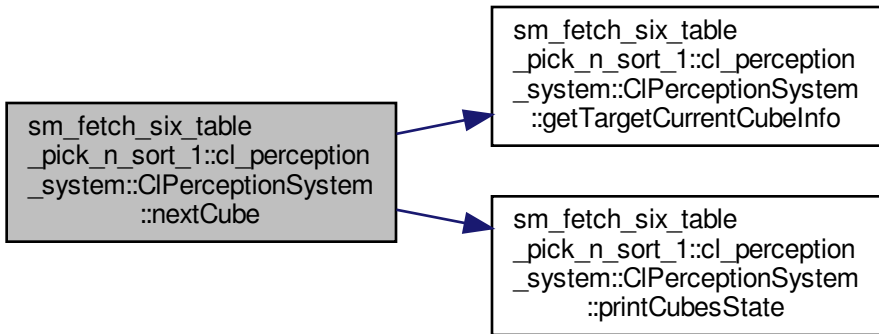 sm_fetch_six_table
_pick_n_sort_1::cl_perception
_system::ClPerceptionSystem
::nextCube
sm_fetch_six_table
_pick_n_sort_1::cl_perception
_system::ClPerceptionSystem
::getTargetCurrentCubeInfo
sm_fetch_six_table
_pick_n_sort_1::cl_perception
_system::ClPerceptionSystem
::printCubesState